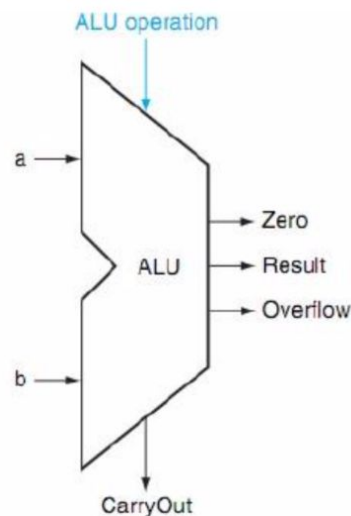 ALU operation
a
Zero
ALU
Result
Overflow
b
CarryOut